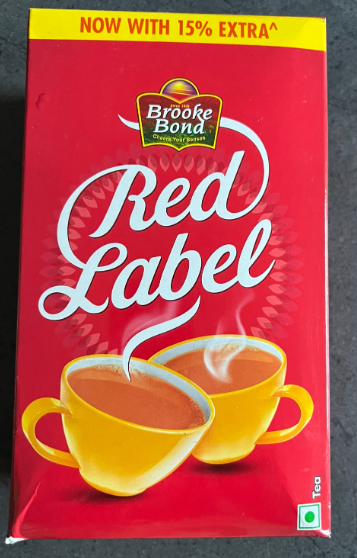 NOW WITH 15% EXTRA^
Brooke
Bond
Red
Label
Tea